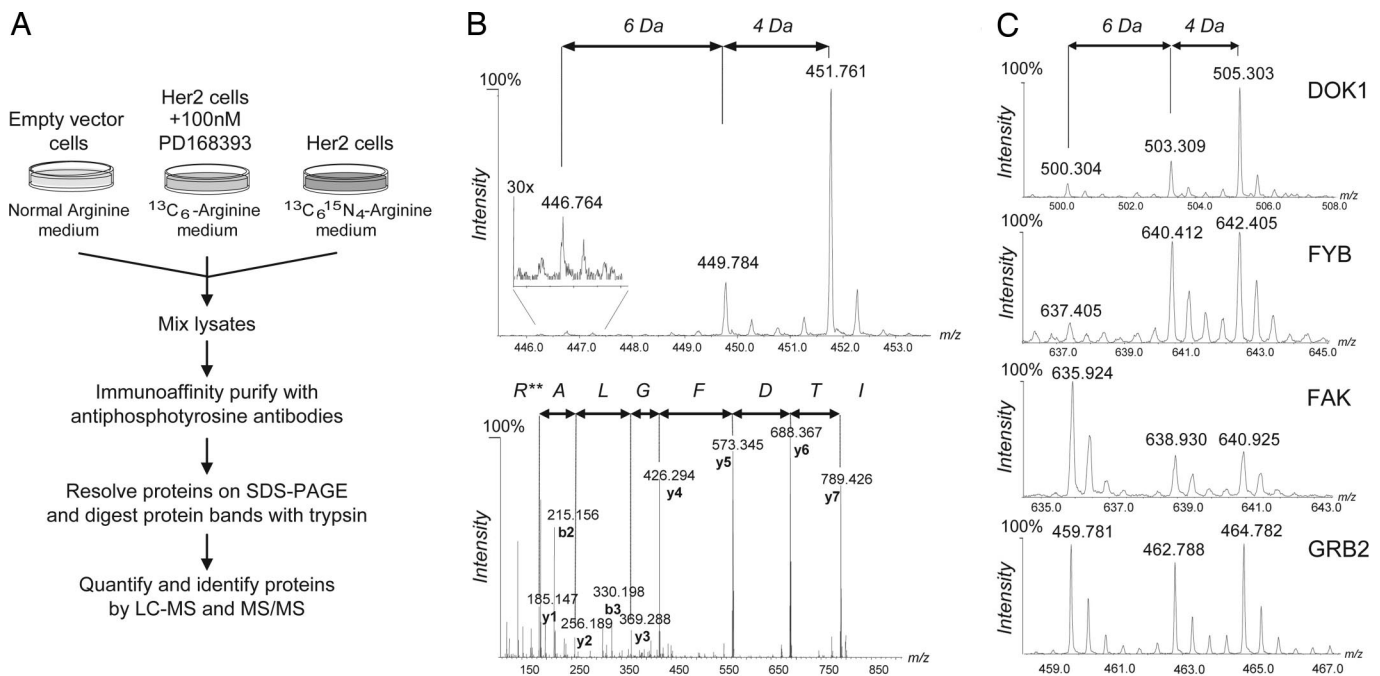 A
Empty vector
cells
Her2 cells
+100nM
PD168393
Her2 cells
Normal Arginine
medium
13C6-Arginine
medium
13C615N4-Arginine
medium
Mix lysates
Immunoaffinity purify with
antiphosphotyrosine antibodies
Resolve proteins on SDS-PAGE
and digest protein bands with trypsin
Quantify and identify proteins
by LC-MS and MS/MS
B
6 Da 4 Da
100%
451.761
30x
446.764
449.784
Intensity
446.0 447.0 448.0 449.0 450.0 451.0 452.0 453.0 m/z
R** A L G F D T I
100%
688.367
y6
573.345
y5
426.294
y4
789.426
y7
215.156
b2
185.147
y1
256.189
y2
330.198
b3
369.288
y3
Intensity
150 250 350 450 550 650 750 850 m/z
C
6 Da 4 Da
100%
505.303
DOK1
503.309
500.304
Intensity
500.0 502.0 504.0 506.0 508.0 m/z
100%
640.412
642.405
FYB
637.405
Intensity
637.0 639.0 641.0 643.0 645.0 m/z
100%
635.924
FAK
638.930
640.925
Intensity
635.0 637.0 639.0 641.0 643.0 m/z
100%
459.781
462.788
464.782
GRB2
Intensity
459.0 461.0 463.0 465.0 467.0 m/z